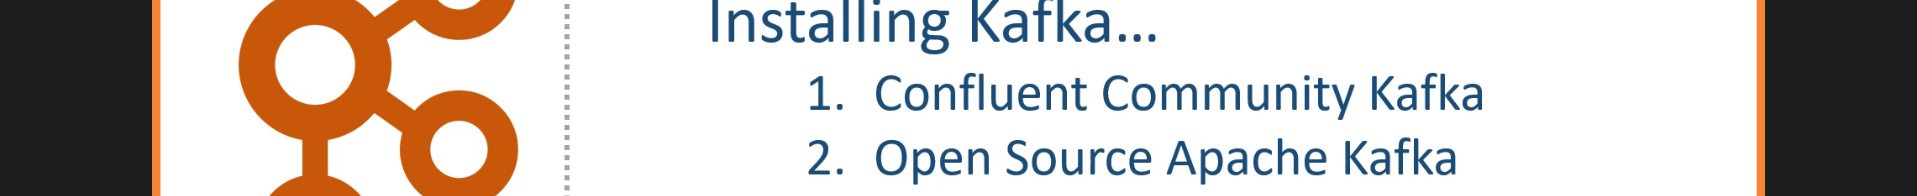 Installing Kafka...
1. Confluent Community Kafka
2. Open Source Apache Kafka